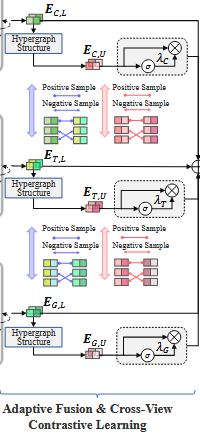 E_{C,L}
Hypergraph
Structure
E_{C,U}
σ
λ_C
Positive Sample
Positive Sample
Negative Sample
Negative Sample
E_{T,L}
Hypergraph
Structure
E_{T,U}
σ
λ_T
Positive Sample
Positive Sample
Negative Sample
Negative Sample
E_{G,L}
Hypergraph
Structure
E_{G,U}
σ
λ_G
Adaptive Fusion & Cross-View
Contrastive Learning